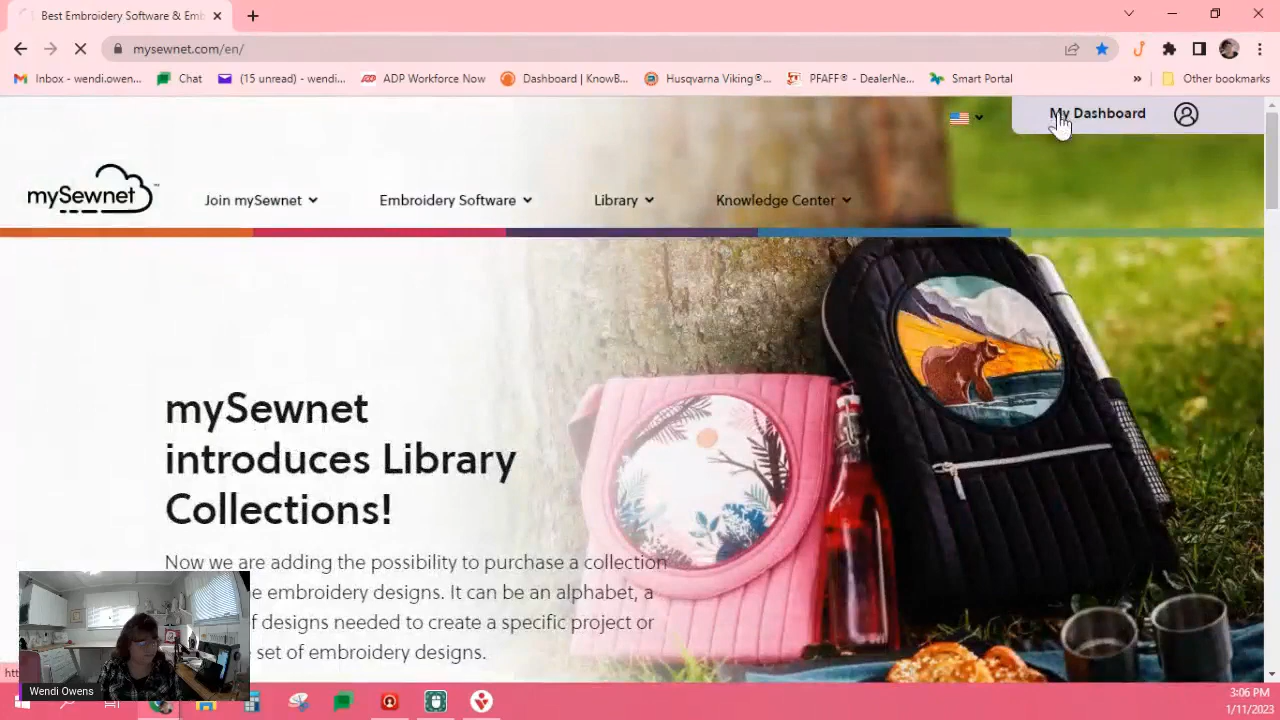 Best Embroidery Software & Emb
mysewnet.com/en/
Inbox - wendi.owen...
Chat
(15 unread) - wendi...
ADP Workforce Now
Dashboard | KnowB...
Husqvarna Viking®...
PFAFF® - DealerNe...
Smart Portal
»
Other bookmarks
My Dashboard
mySewnet™
Join mySewnet
Embroidery Software
Library
Knowledge Center
mySewnet
introduces Library
Collections!
Now we are adding the possibility to purchase a collection
e embroidery designs. It can be an alphabet, a
f designs needed to create a specific project or
set of embroidery designs.
Wendi Owens
3:06 PM
1/11/2023